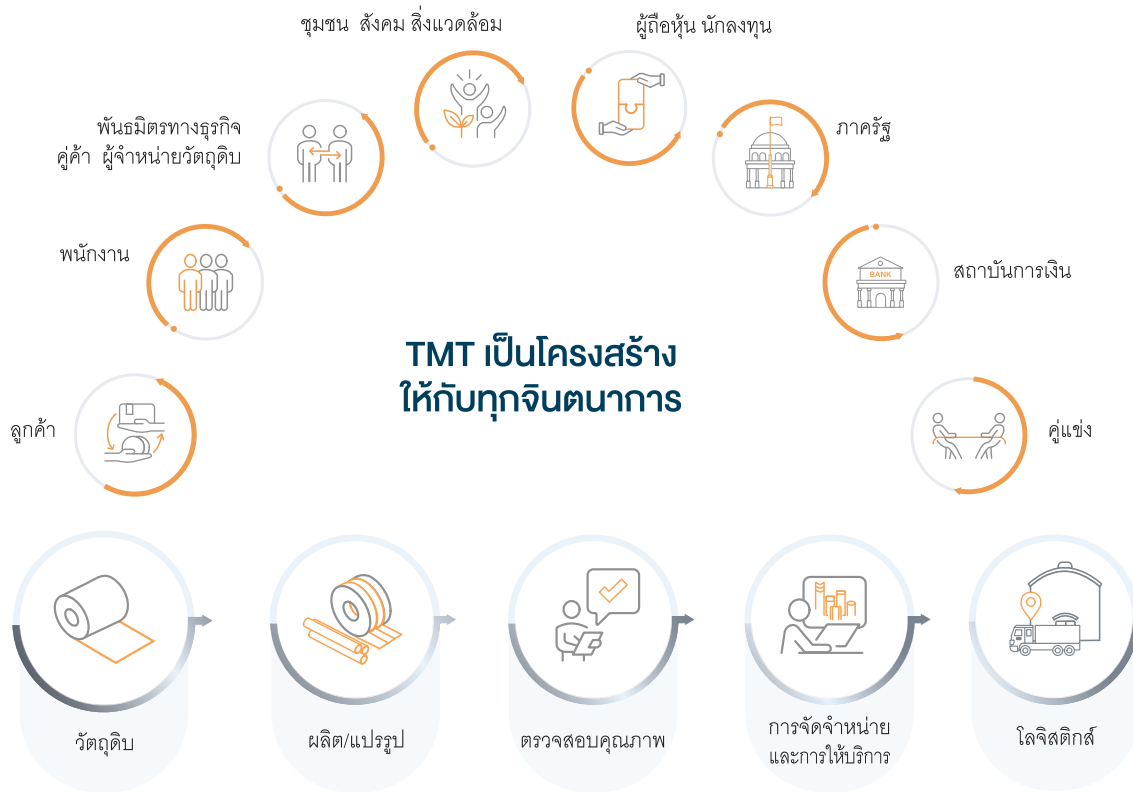 ชุมชน สังคม สิ่งแวดล้อม
ผู้ถือหุ้น นักลงทุน
พันธมิตรทางธุรกิจ
คู่ค้า ผู้จำหน่ายวัตถุดิบ
ภาครัฐ
พนักงาน
สถาบันการเงิน
BANK
TMT เป็นโครงสร้าง
ให้กับทุกจินตนาการ
ลูกค้า
คู่แข่ง
วัตถุดิบ
ผลิต/แปรรูป
ตรวจสอบคุณภาพ
การจัดจำหน่าย
และการให้บริการ
โลจิสติกส์